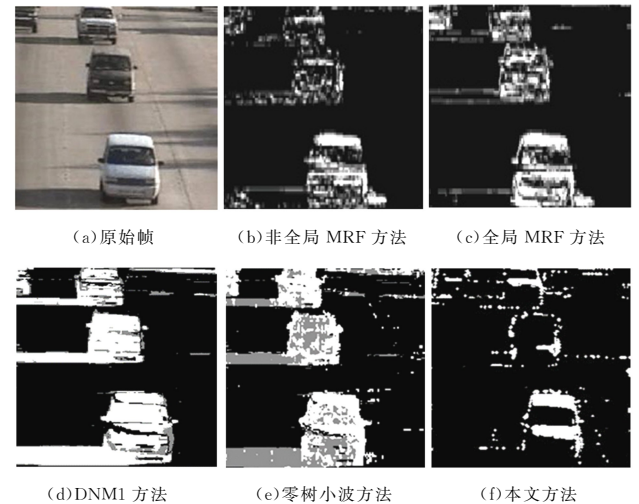 (a)原始帧
(b)非全局 MRF 方法
(c)全局 MRF 方法
(d)DNM1 方法
(e)零树小波方法
(f)本文方法